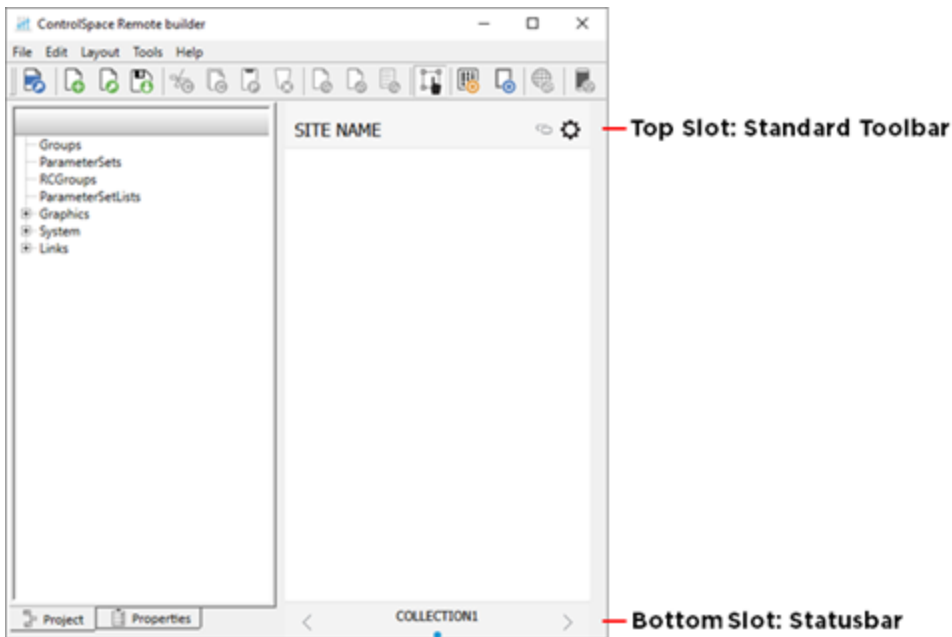 ControlSpace Remote builder
File Edit Layout Tools Help
SITE NAME
Top Slot: Standard Toolbar
Groups
ParameterSets
RCGroups
ParameterSetLists
Graphics
System
Links
Project Properties
COLLECTION1
Bottom Slot: Statusbar